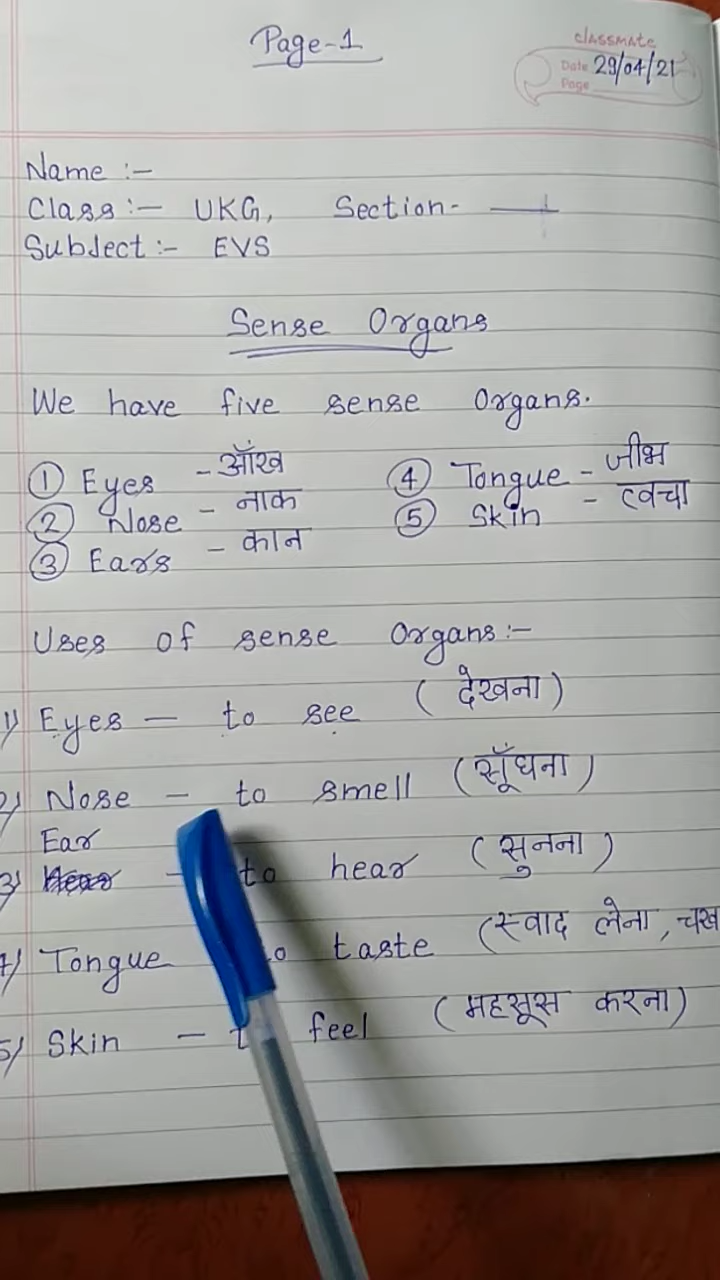 Page-1
classmate
Date 29/04/21
Page
Name :-
Class :- UKG, Section-
Subject :- EVS
Sense Organs
We have five sense Organs.
① Eyes - आँख
② Nose - नाक
③ Ears - कान
④ Tongue - जीभ
⑤ Skin - त्वचा
Uses of sense Organs :-
1) Eyes - to see (देखना)
2) Nose - to smell (सूँघना)
3) Ear - to hear (सुनना)
4) Tongue to taste (स्वाद लेना, चख
5) Skin - to feel (महसूस करना)